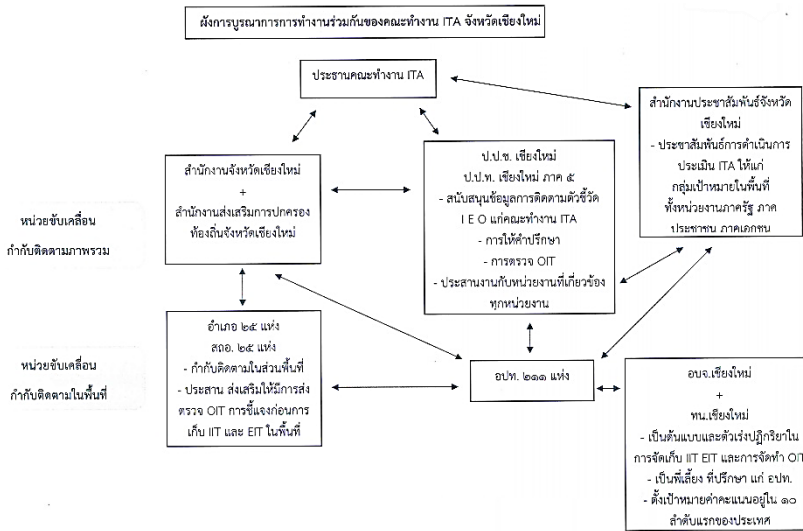 ผังการบูรณาการการทำงานร่วมกันของคณะทำงาน ITA จังหวัดเชียงใหม่
ประธานคณะทำงาน ITA
สำนักงานประชาสัมพันธ์จังหวัด
เชียงใหม่
- ประชาสัมพันธ์การดำเนินการ
ประเมิน ITA ให้แก่
กลุ่มเป้าหมายในพื้นที่
ทั้งหน่วยงานภาครัฐ ภาค
ประชาชน ภาคเอกชน
สำนักงานจังหวัดเชียงใหม่
+
สำนักงานส่งเสริมการปกครอง
ท้องถิ่นจังหวัดเชียงใหม่
ป.ป.ช. เชียงใหม่
ป.ป.ท. เชียงใหม่ ภาค ๕
- สนับสนุนข้อมูลการติดตามตัวชี้วัด
I E O แก่คณะทำงาน ITA
- การให้คำปรึกษา
- การตรวจ OIT
- ประสานงานกับหน่วยงานที่เกี่ยวข้อง
ทุกหน่วยงาน
หน่วยขับเคลื่อน
กำกับติดตามภาพรวม
หน่วยขับเคลื่อน
กำกับติดตามในพื้นที่
อำเภอ ๒๕ แห่ง
สถอ. ๒๕ แห่ง
- กำกับติดตามในส่วนพื้นที่
- ประสาน ส่งเสริมให้มีการส่ง
ตรวจ OIT การชี้แจงก่อนการ
เก็บ IIT และ EIT ในพื้นที่
อปท. ๒๑๑ แห่ง
อบจ.เชียงใหม่
+
ทน.เชียงใหม่
- เป็นต้นแบบและตัวเร่งปฏิกริยาใน
การจัดเก็บ IIT EIT และการจัดทำ OIT
- เป็นพี่เลี้ยง ที่ปรึกษา แก่ อปท.
- ตั้งเป้าหมายค่าคะแนนอยู่ใน ๑๐
ลำดับแรกของประเทศ